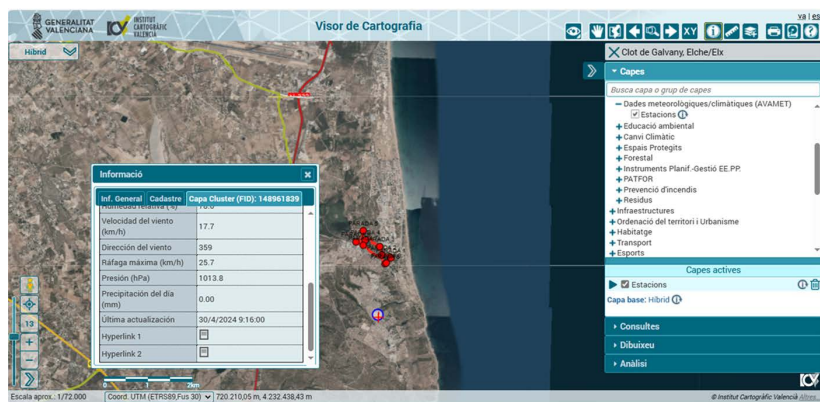 va | es
GENERALITAT
VALENCIANA
INSTITUT
CARTOGRÀFIC
VALENCIÀ
Visor de Cartografia
XY
Híbrid
Clot de Galvany, Elche/Elx
Capes
Busca capa o grup de capes
Dades meteorològiques/climàtiques (AVAMET)
Estacions
Educació ambiental
Canvi Climàtic
Espais Protegits
Forestal
Instruments Planif.-Gestió EE.PP.
PATFOR
Prevenció d'incendis
Residus
Infraestructures
Ordenació del territori i Urbanisme
Habitatge
Transport
Esports
Capes actives
Estacions
Capa base: Híbrid
Consultes
Dibuixeu
Anàlisi
Informació
Inf. General Cadastre Capa Cluster (FID): 148961839
Humedad relativa (%)
Velocidad del viento (km/h) 17.7
Dirección del viento 359
Ráfaga máxima (km/h) 25.7
Presión (hPa) 1013.8
Precipitación del día (mm) 0.00
Última actualización 30/4/2024 9:16:00
Hyperlink 1
Hyperlink 2
13
0 1 2km
Escala aprox.: 1/72.000 Coord. UTM (ETRS89,Fus 30) 720.210,05 m, 4.232.438,43 m
© Institut Cartogràfic Valencià Altres...